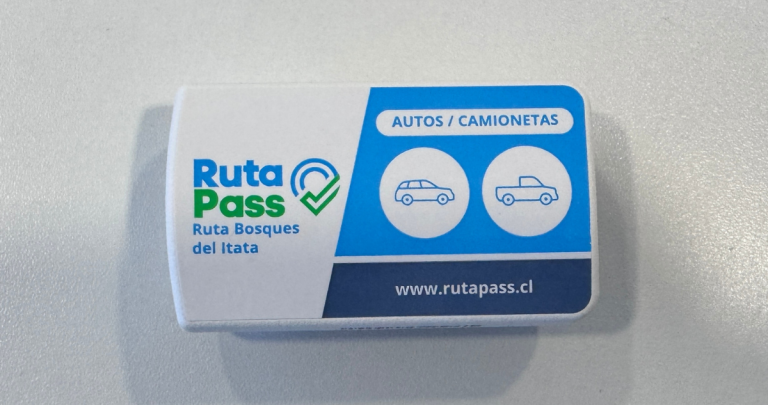 Ruta
Pass
Ruta Bosques
del Itata
AUTOS / CAMIONETAS
www.rutapass.cl